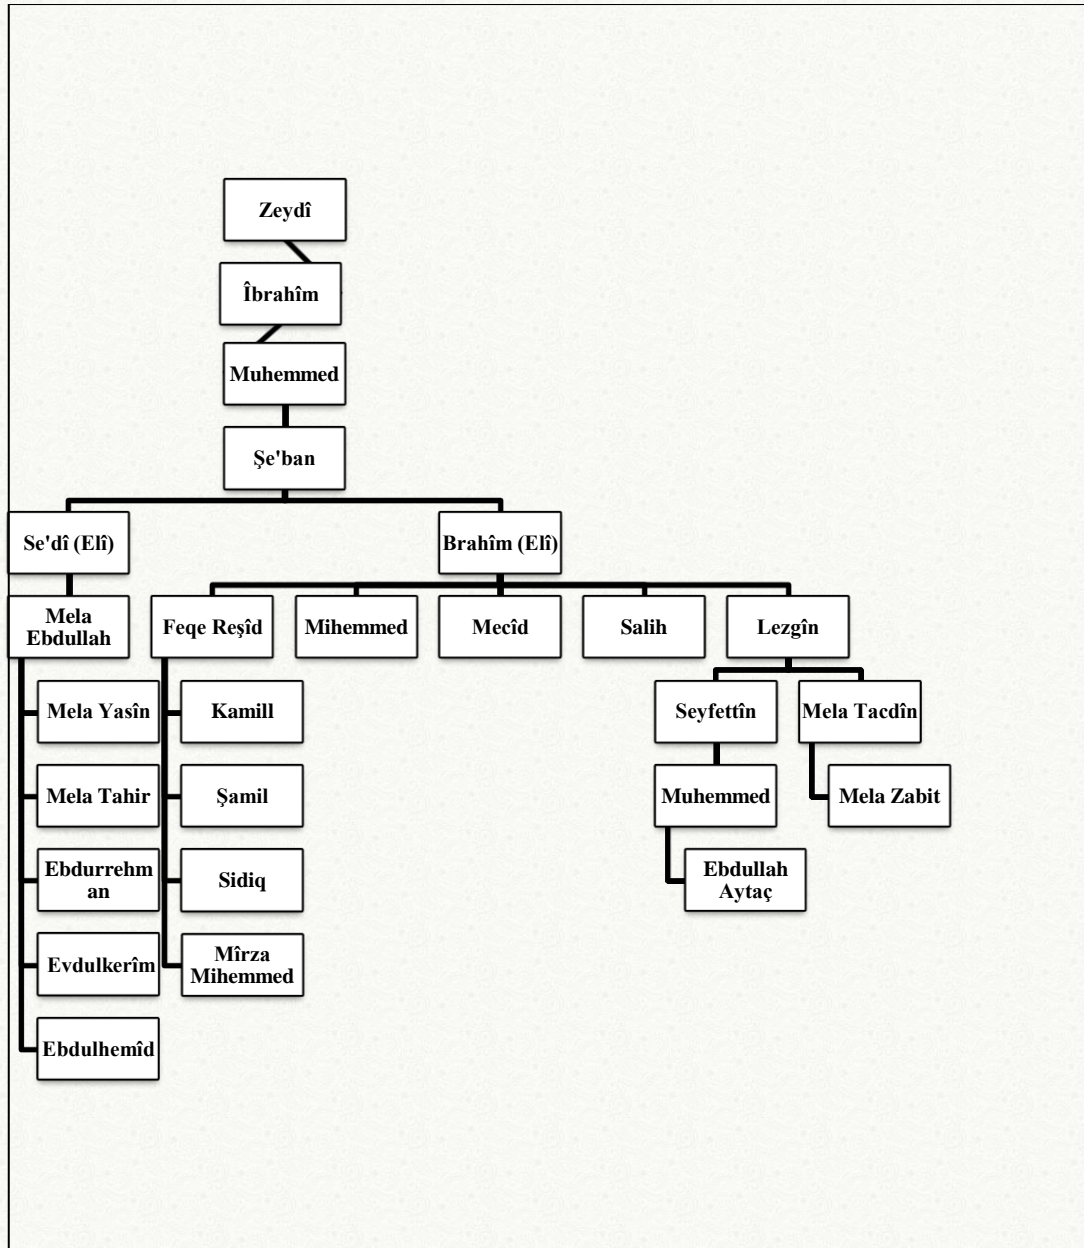 Zeydî
Îbrahîm
Muhemmed
Şe'ban
Se'dî (Elî)
Brahîm (Elî)
Mela
Ebdullah
Feqe Reşîd
Mihemmed
Mecîd
Salih
Lezgîn
Mela Yasîn
Kamill
Seyfettîn
Mela Tacdîn
Mela Tahir
Şamil
Muhemmed
Mela Zabit
Ebdurrehm
an
Sidiq
Ebdullah
Aytaç
Evdulkerîm
Mîrza
Mihemmed
Ebdulhemîd